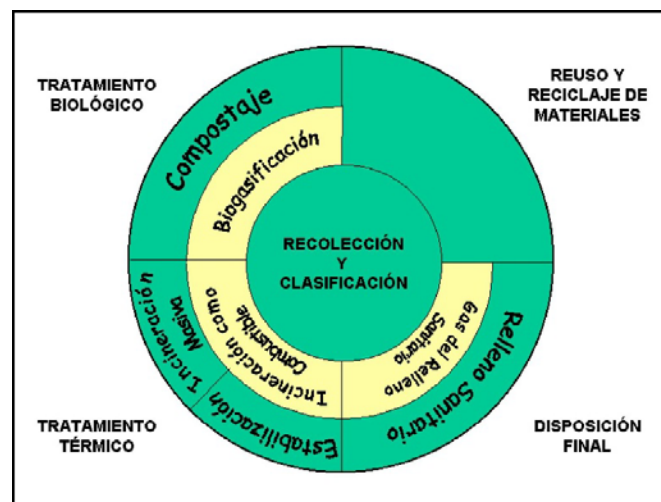 TRATAMIENTO
BIOLÓGICO
REUSO Y
RECICLAJE DE
MATERIALES
Compostaje
Biogasificación
RECOLECCIÓN
Y
CLASIFICACIÓN
Incineración
Masiva
Incineración como
Combustible
Estabilización
Gas del Relleno
Sanitario
Relleno Sanitario
TRATAMIENTO
TÉRMICO
DISPOSICIÓN
FINAL